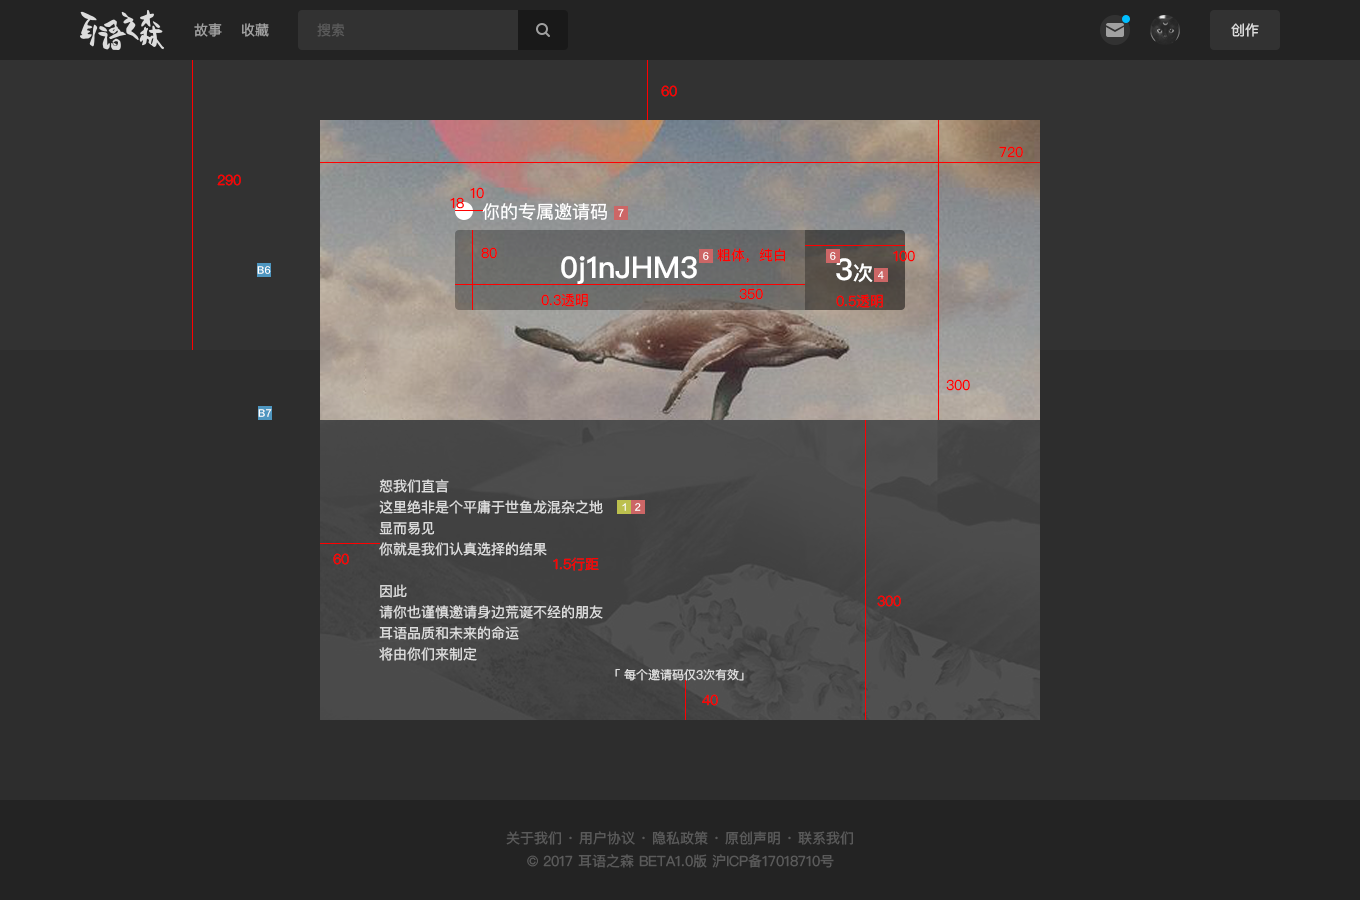 耳语之森 故事 收藏 搜索 创作
60
720
290
10
18
你的专属邀请码 7
80
0j1nJHM3 6 粗体，纯白
6 3次 4 100
B6
0.3透明 350 0.5透明
300
B7
恕我们直言
这里绝非是个平庸于世鱼龙混杂之地 1 2
显而易见
你就是我们认真选择的结果
60 1.5行距
因此
请你也谨慎邀请身边荒诞不经的朋友
300
耳语品质和未来的命运
将由你们来制定
「 每个邀请码仅3次有效」
40
关于我们 · 用户协议 · 隐私政策 · 原创声明 · 联系我们
© 2017 耳语之森 BETA1.0版 沪ICP备17018710号